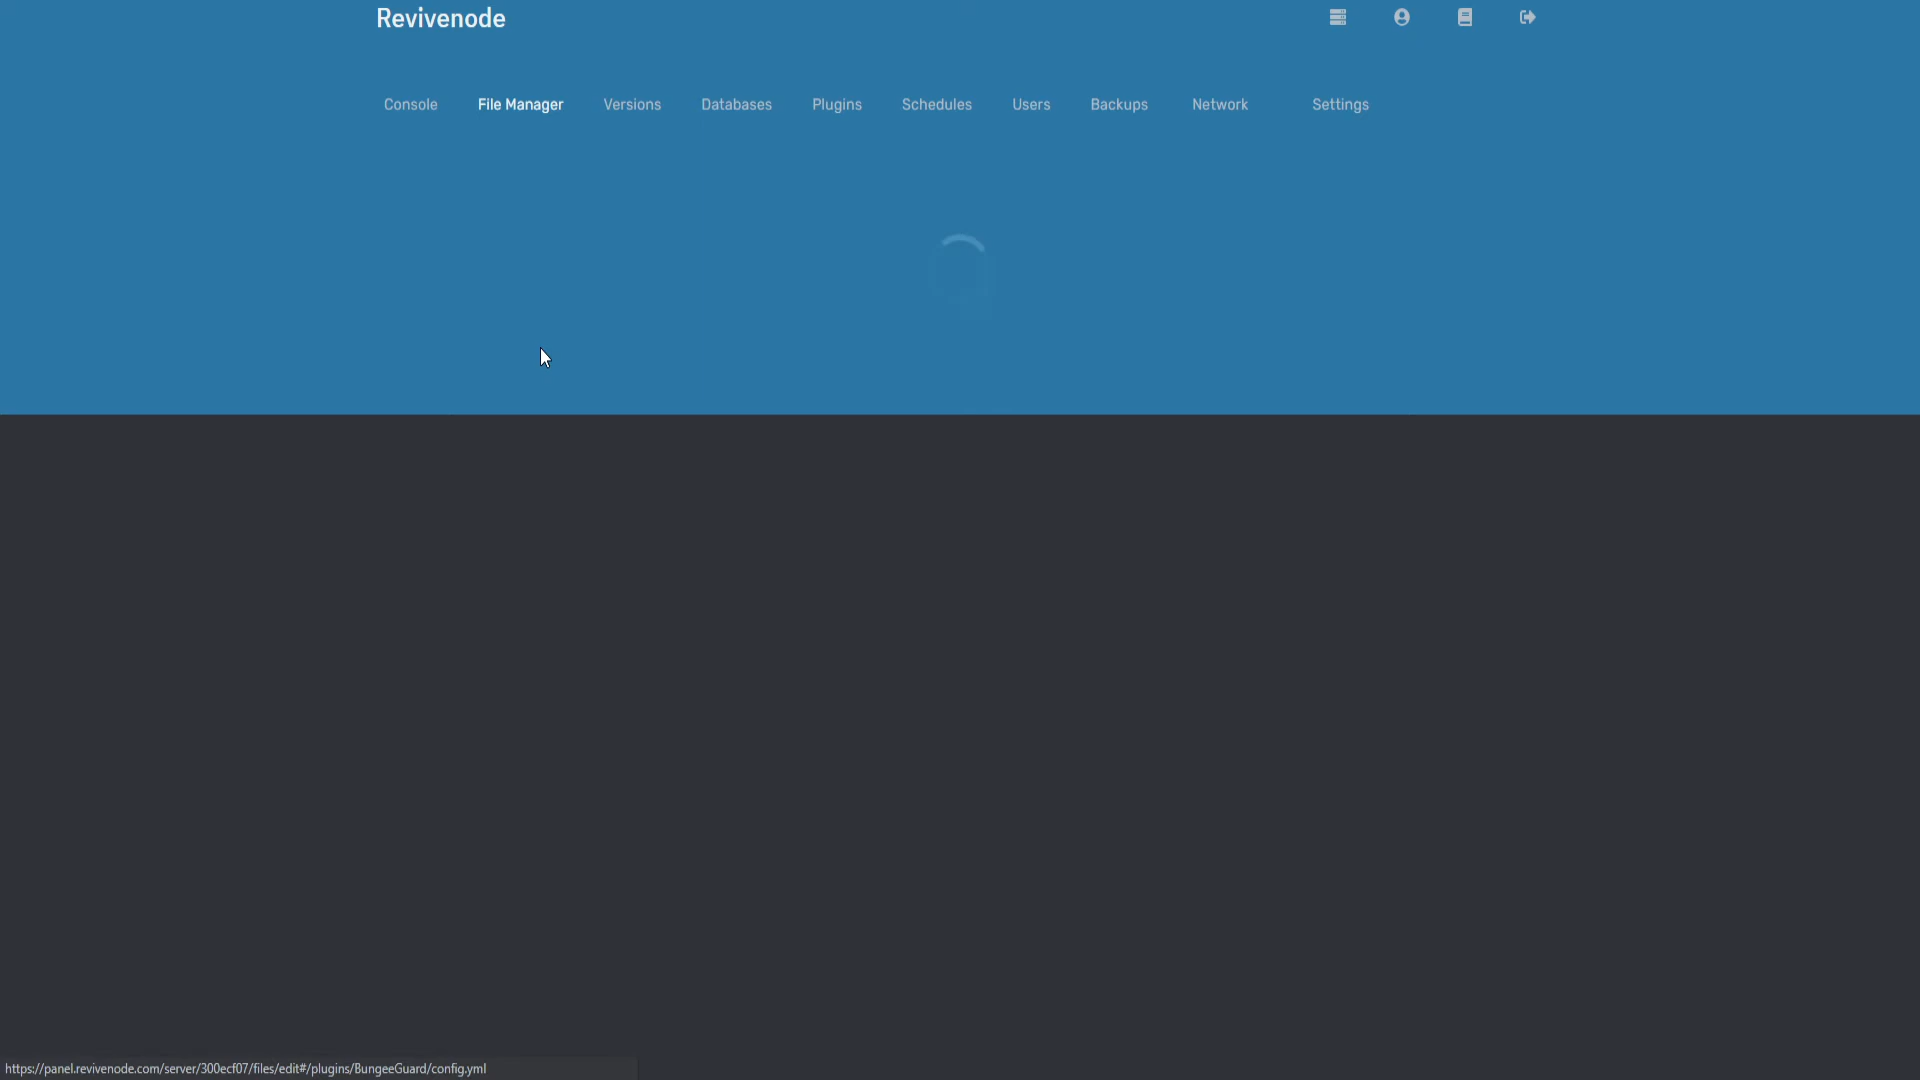 Revivenode
Console File Manager Versions Databases Plugins Schedules Users Backups Network Settings
https://panel.revivenode.com/server/300ecf07/files/edit#/plugins/BungeeGuard/config.yml